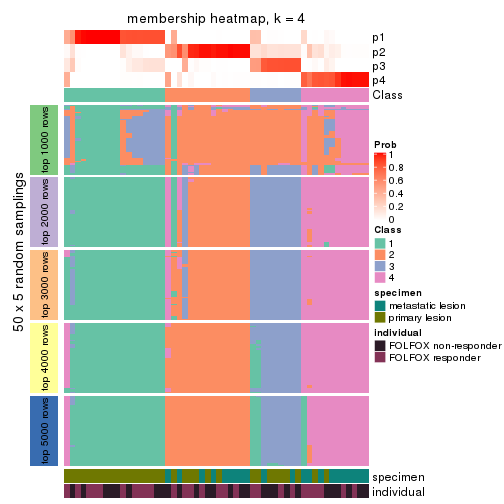 membership heatmap, k = 4
p1
p2
p3
p4
Class
50 x 5 random samplings
top 1000 rows
top 2000 rows
top 3000 rows
top 4000 rows
top 5000 rows
specimen
individual
Prob
1
0.8
0.6
0.4
0.2
0
Class
1
2
3
4
specimen
metastatic lesion
primary lesion
individual
FOLFOX non-responder
FOLFOX responder